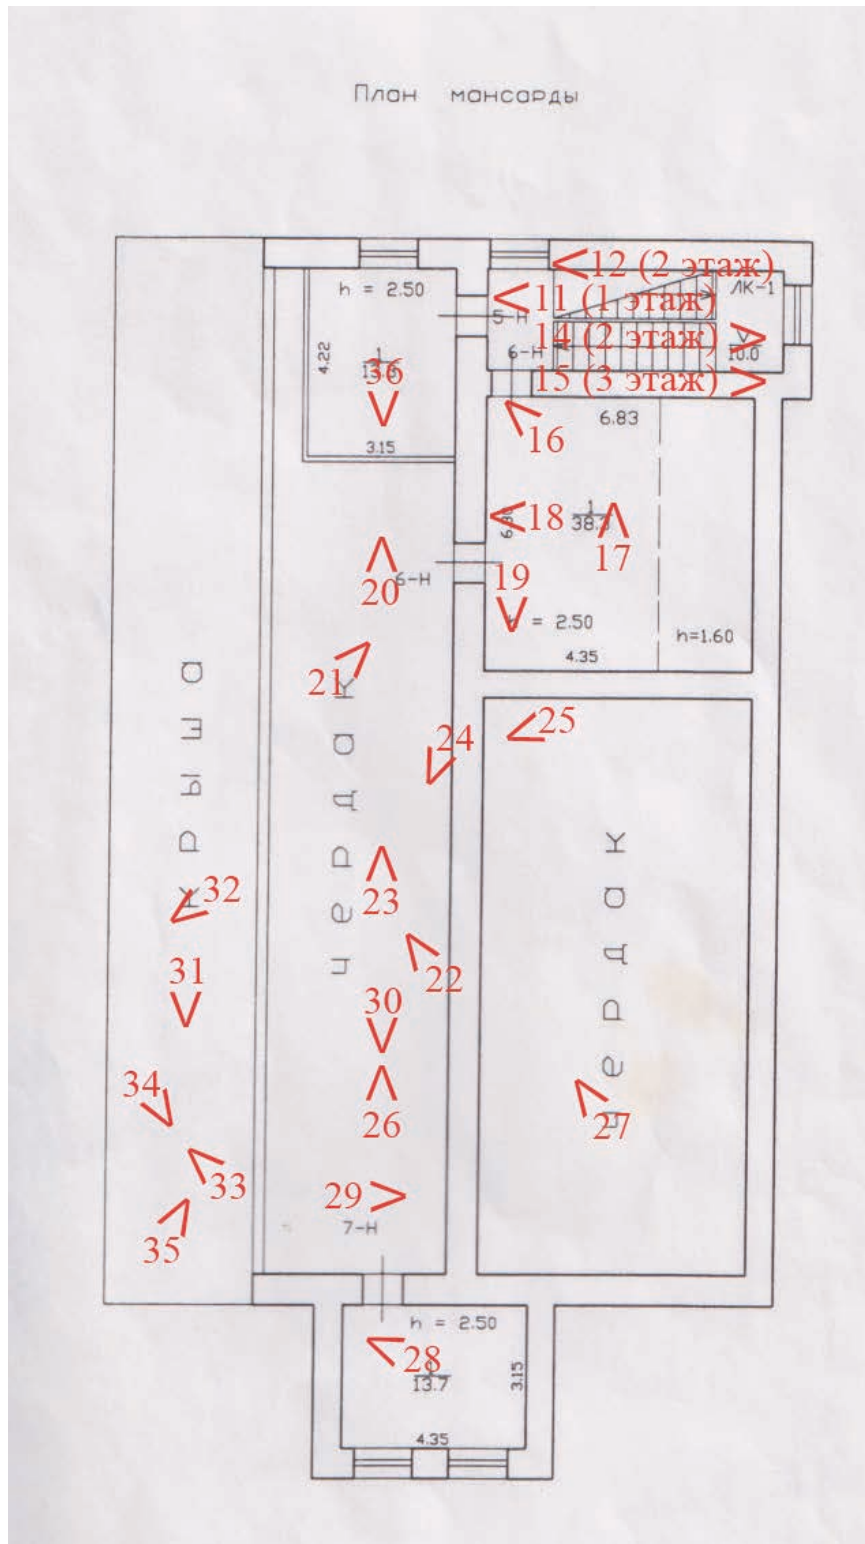 План мансарды
12 (2 этаж)
h = 2.50
11 (1 этаж)
ЛК-1
5-Н
14 (2 этаж)
10.0
4.22
1
6-Н
36
15 (3 этаж)
6.83
3.15
16
1
18
38.3
17
20
6-Н
19
= 2.50
h=1.60
4.35
21
крыша
чердак
24
25
чердак
23
32
22
31
30
34
26
27
33
29
35
7-Н
h = 2.50
28
1
13.7
3.15
4.35